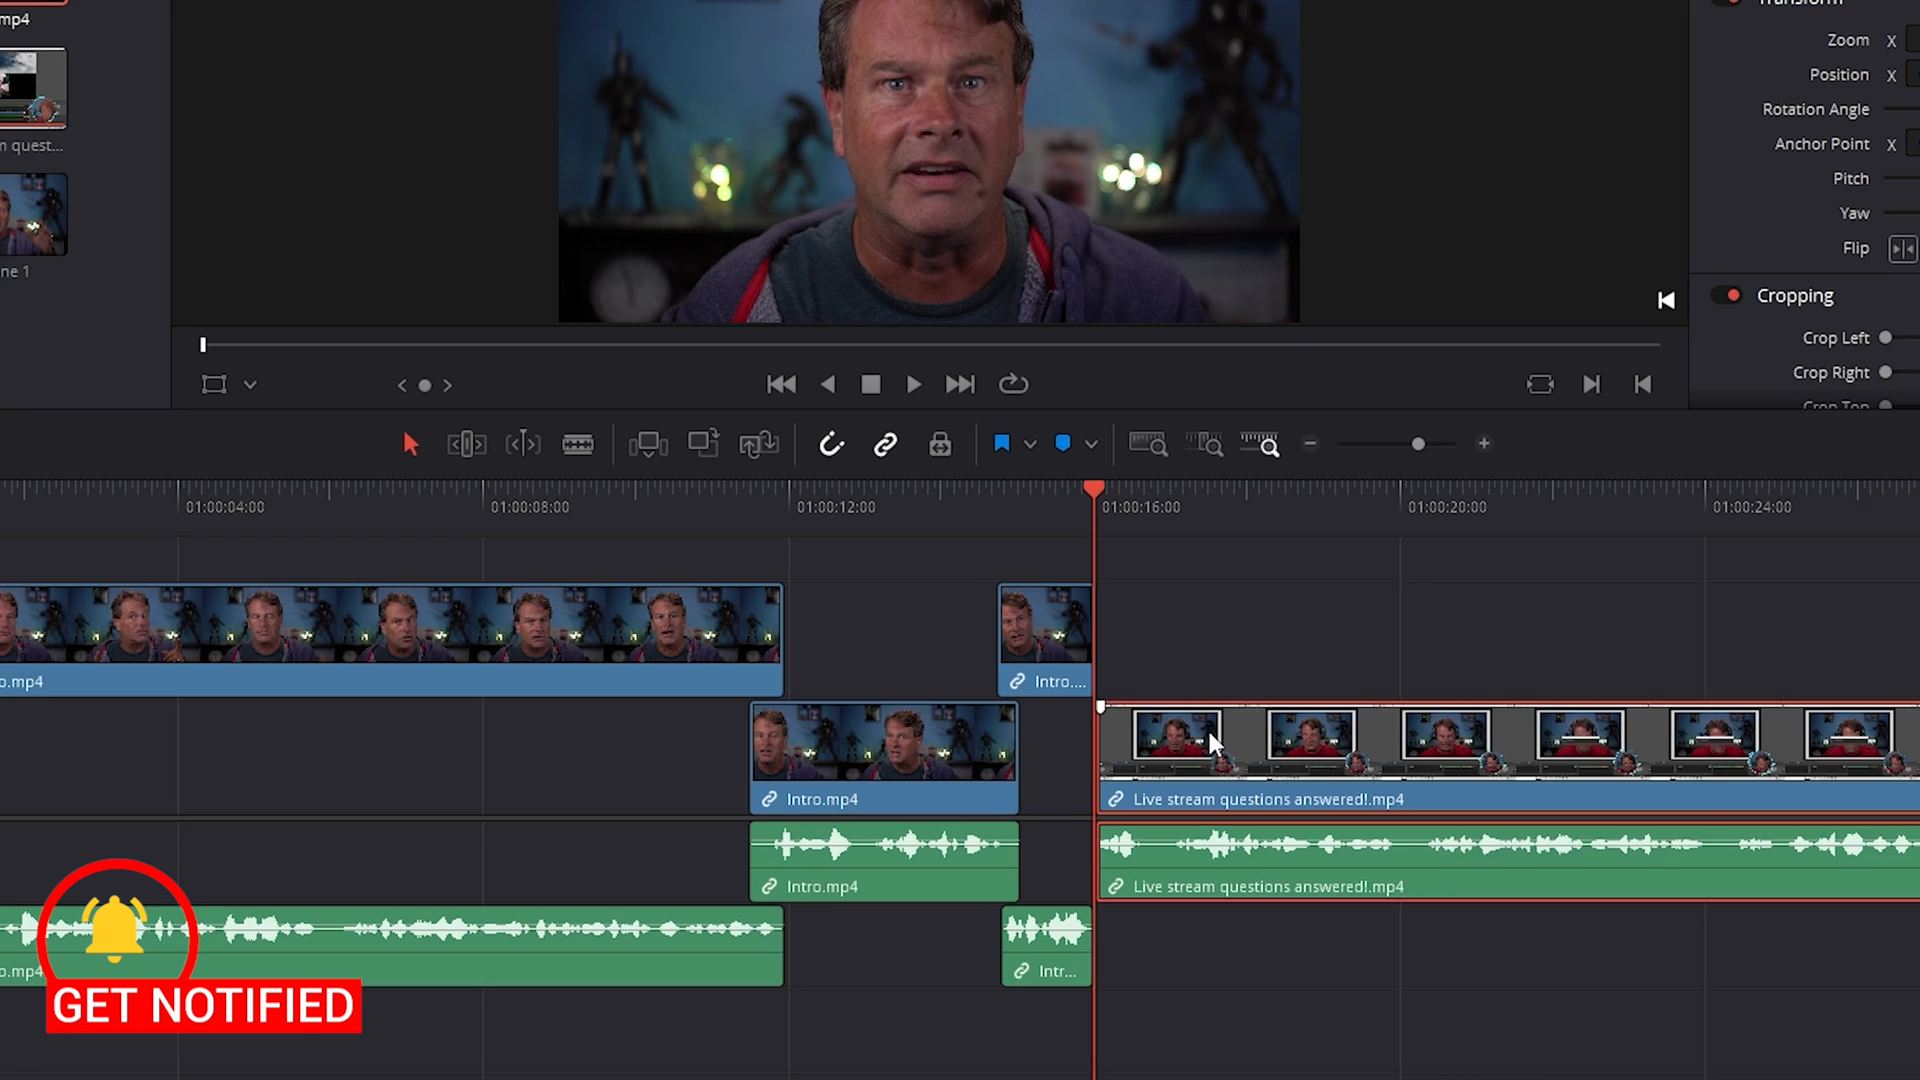 mp4
m quest...
ne 1
Transform
Zoom X
Position X
Rotation Angle
Anchor Point X
Pitch
Yaw
Flip
Cropping
Crop Left
Crop Right
Crop Top
01:00:04:00 01:00:08:00 01:00:12:00 01:00:16:00 01:00:20:00 01:00:24:00
o.mp4
Intro....
Intro.mp4
Live stream questions answered!.mp4
Intro.mp4
Live stream questions answered!.mp4
o.mp4
Intr...
GET NOTIFIED